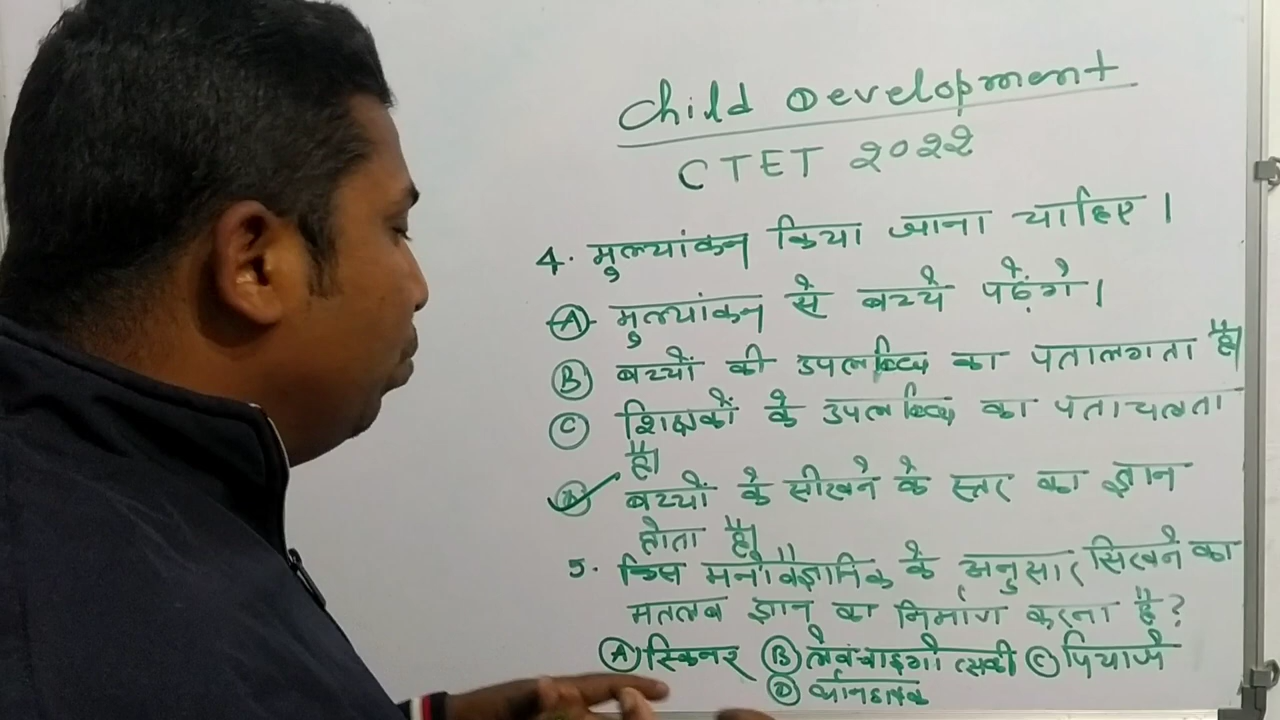 Child Development
CTET २०२२
4. मुल्यांकन किया जाना चाहिए ।
(A) मुल्यांकन से बच्चे पढ़ेंगे ।
(B) बच्चों की उपलब्धि का पतालगता है।
(C) शिक्षकों के उपलब्धि का पताचलता
है।
(D) बच्चों के सीखने के स्तर का ज्ञान
होता है।
5. किस मनोवैज्ञानिक के अनुसार सिखने का
मतलब ज्ञान का निर्माण करना है ?
(A) स्किनर (B) लेव वाइगोत्सकी (C) पियाजे
(D) थॉर्नडाइक